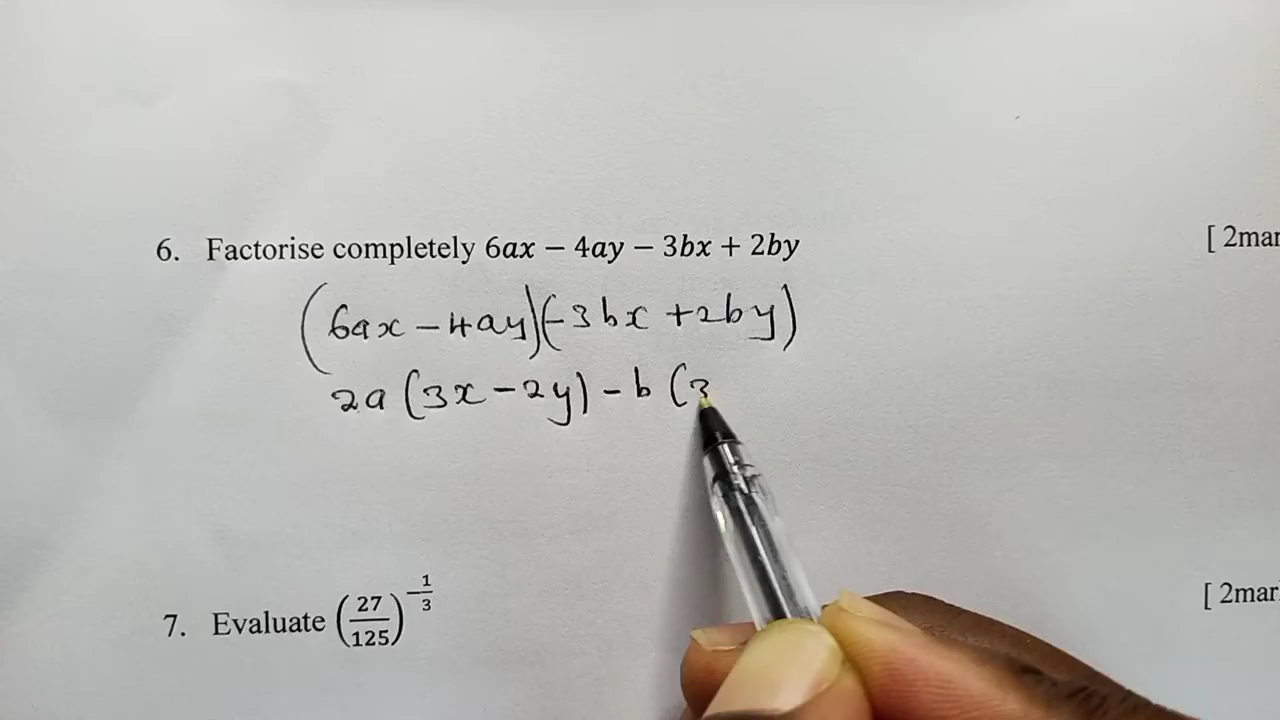 6. Factorise completely 6ax − 4ay − 3bx + 2by [ 2mar
(6ax − 4ay)(−3bx + 2by)
2a (3x − 2y) − b (3
7. Evaluate (27/125)^−1/3 [ 2mar